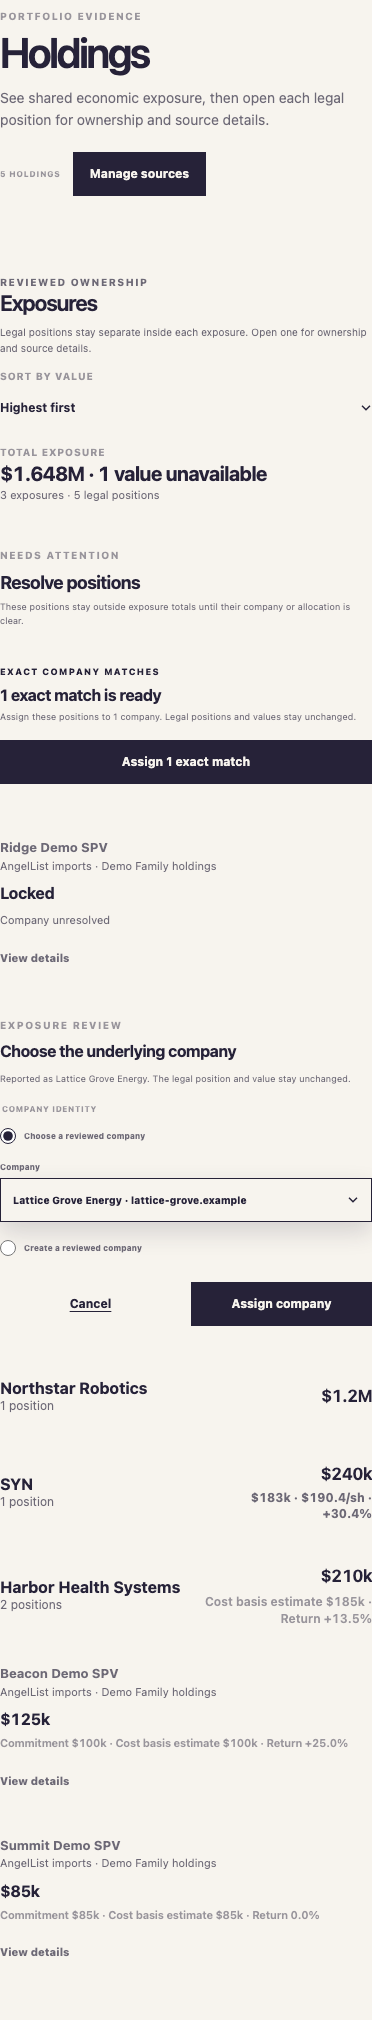 PORTFOLIO EVIDENCE
Holdings
See shared economic exposure, then open each legal
position for ownership and source details.
5 HOLDINGS
Manage sources
REVIEWED OWNERSHIP
Exposures
Legal positions stay separate inside each exposure. Open one for ownership
and source details.
SORT BY VALUE
Highest first
TOTAL EXPOSURE
$1.648M · 1 value unavailable
3 exposures · 5 legal positions
NEEDS ATTENTION
Resolve positions
These positions stay outside exposure totals until their company or allocation is
clear.
EXACT COMPANY MATCHES
1 exact match is ready
Assign these positions to 1 company. Legal positions and values stay unchanged.
Assign 1 exact match
Ridge Demo SPV
AngelList imports · Demo Family holdings
Locked
Company unresolved
View details
EXPOSURE REVIEW
Choose the underlying company
Reported as Lattice Grove Energy. The legal position and value stay unchanged.
COMPANY IDENTITY
Choose a reviewed company
Company
Lattice Grove Energy · lattice-grove.example
Create a reviewed company
Cancel
Assign company
Northstar Robotics
1 position
$1.2M
SYN
1 position
$240k
$183k · $190.4/sh ·
+30.4%
Harbor Health Systems
2 positions
$210k
Cost basis estimate $185k ·
Return +13.5%
Beacon Demo SPV
AngelList imports · Demo Family holdings
$125k
Commitment $100k · Cost basis estimate $100k · Return +25.0%
View details
Summit Demo SPV
AngelList imports · Demo Family holdings
$85k
Commitment $85k · Cost basis estimate $85k · Return 0.0%
View details